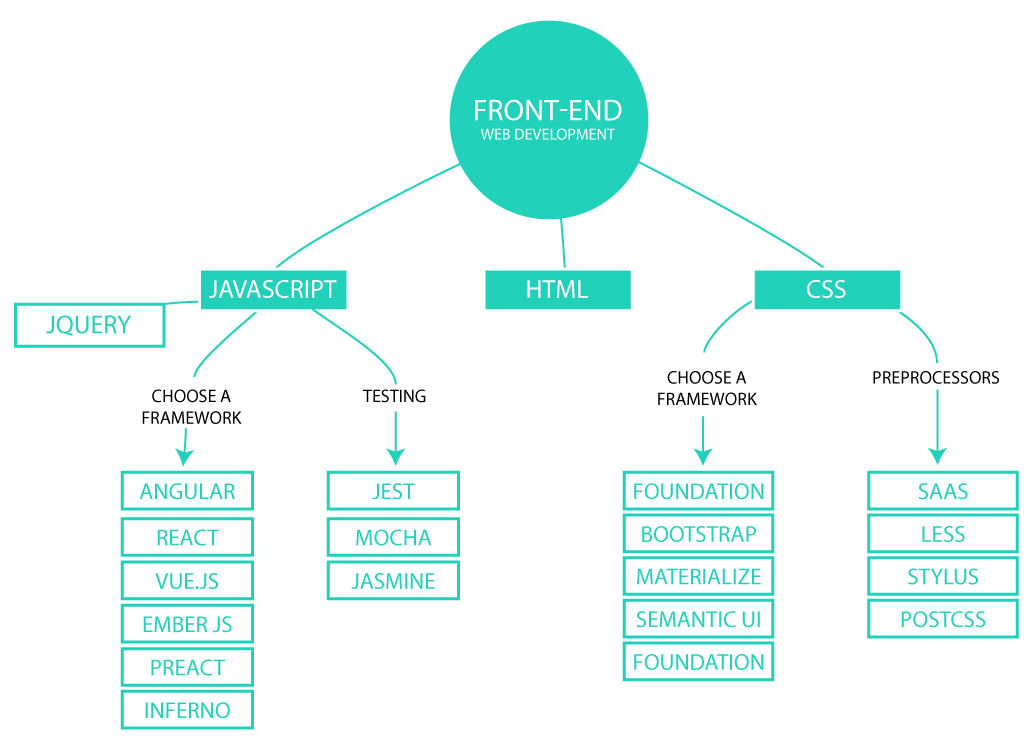 FRONT-END
WEB DEVELOPMENT
JAVASCRIPT
HTML
CSS
JQUERY
CHOOSE A
FRAMEWORK
TESTING
CHOOSE A
FRAMEWORK
PREPROCESSORS
ANGULAR
REACT
VUE.JS
EMBER JS
PREACT
INFERNO
JEST
MOCHA
JASMINE
FOUNDATION
BOOTSTRAP
MATERIALIZE
SEMANTIC UI
FOUNDATION
SAAS
LESS
STYLUS
POSTCSS